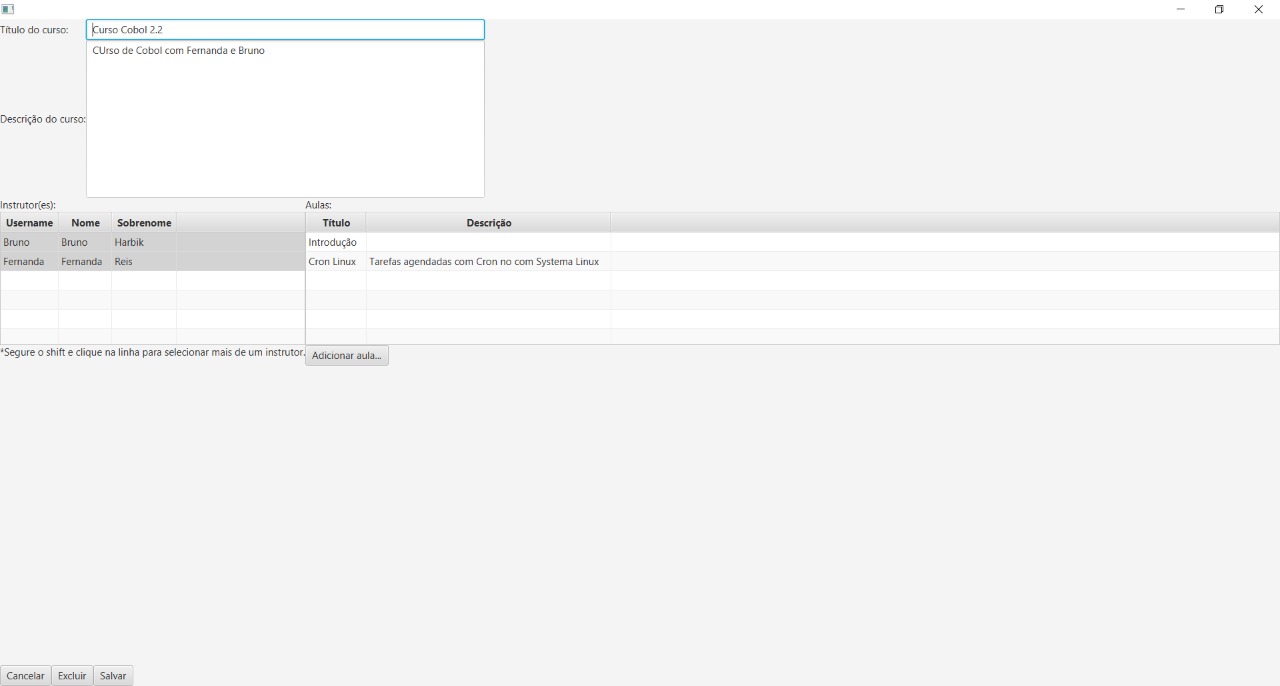 Título do curso: Curso Cobol 2.2
CUrso de Cobol com Fernanda e Bruno
Descrição do curso:
Instrutor(es): Aulas:
Username Nome Sobrenome Título Descrição
Bruno Bruno Harbik Introdução
Fernanda Fernanda Reis Cron Linux Tarefas agendadas com Cron no com Systema Linux
*Segure o shift e clique na linha para selecionar mais de um instrutor. Adicionar aula...
Cancelar Excluir Salvar